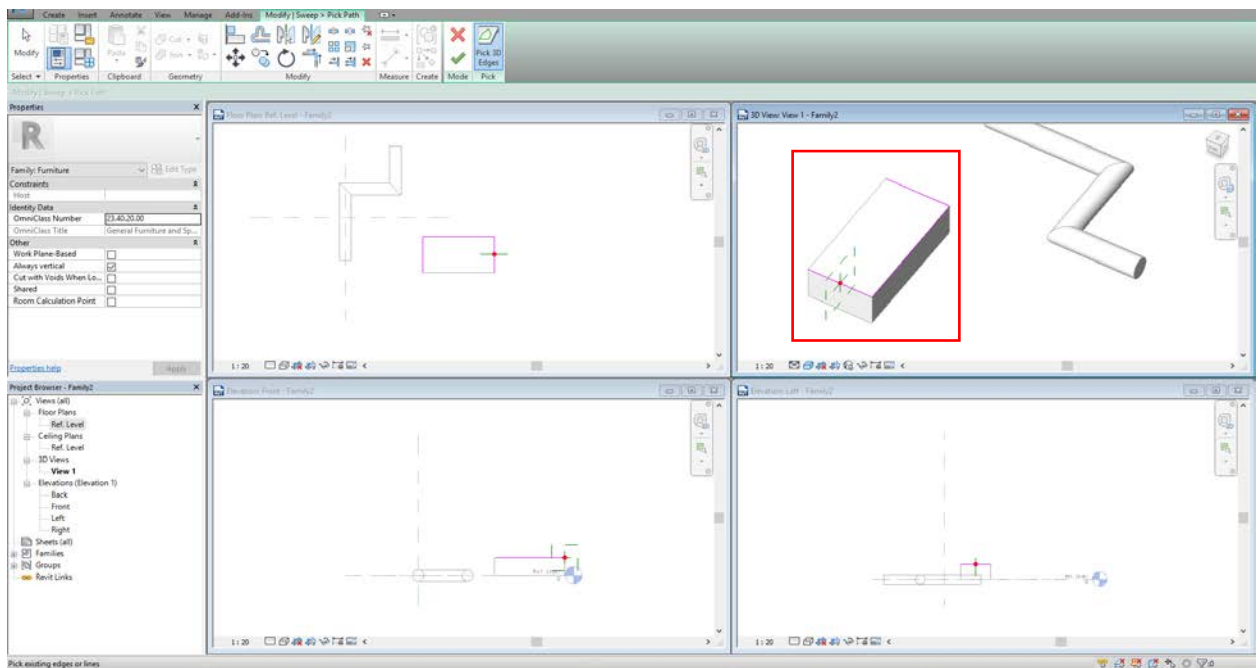 Create Insert Annotate View Manage Add-Ins Modify | Sweep > Pick Path
Modify
Paste
Cut
Join
Pick 3D
Edges
Select Properties Clipboard Geometry Modify Measure Create Mode Pick
Modify | Sweep > Pick Path
Properties
R
Family: Furniture Edit Type
Constraints
Host
Identity Data
OmniClass Number 23.40.20.00
OmniClass Title General Furniture and Sp...
Other
Work Plane-Based
Always vertical
Cut with Voids When Lo...
Shared
Room Calculation Point
Properties help Apply
Project Browser - Family2
Views (all)
Floor Plans
Ref. Level
Ceiling Plans
Ref. Level
3D Views
View 1
Elevations (Elevation 1)
Back
Front
Left
Right
Sheets (all)
Families
Groups
Revit Links
Floor Plan: Ref. Level - Family2
1 : 20
3D View: View 1 - Family2
1 : 20
Elevation: Front - Family2
1 : 20
Elevation: Left - Family2
1 : 20
Pick existing edges or lines